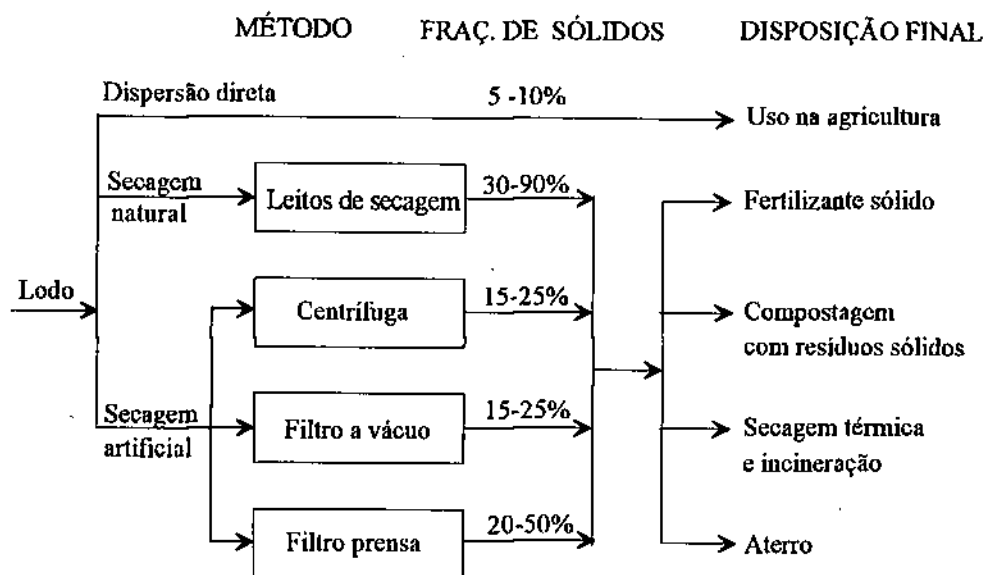 MÉTODO FRAÇ. DE SÓLIDOS DISPOSIÇÃO FINAL
Dispersão direta 5 -10% Uso na agricultura
Secagem
natural
Leitos de secagem 30-90% Fertilizante sólido
Lodo
Centrífuga 15-25% Compostagem
com resíduos sólidos
Secagem
artificial
Filtro a vácuo 15-25% Secagem térmica
e incineração
Filtro prensa 20-50% Aterro